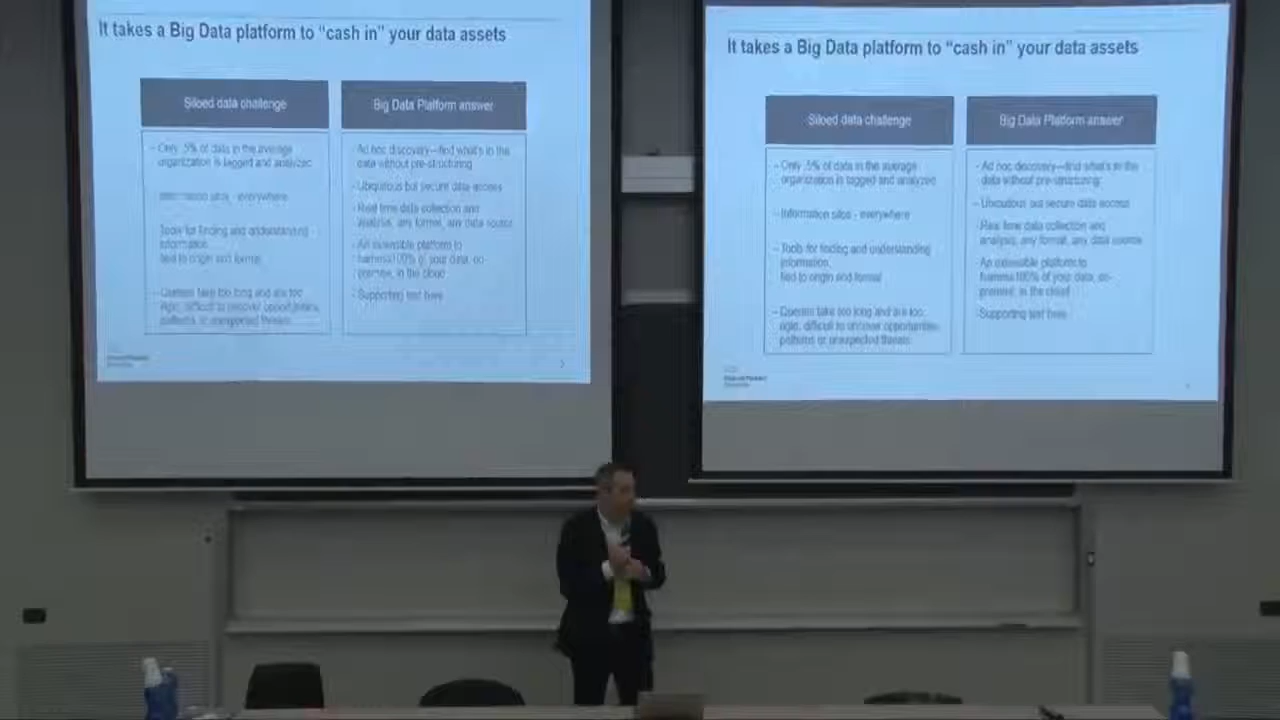 It takes a Big Data platform to “cash in” your data assets
Siloed data challenge
Big Data Platform answer
- Only .5% of data in the average
organization is tagged and analyzed
Information silos - everywhere
Tools for finding and understanding
information,
tied to origin and format
- Queries take too long and are too
rigid, difficult to uncover opportunities,
patterns or unexpected threats
Ad hoc discovery—find what's in the
data without pre-structuring
Ubiquitous but secure data access
Real time data collection and
analysis, any format, any data source
An extensible platform to
harness 100% of your data, on-
premise, in the cloud
Supporting text here
It takes a Big Data platform to “cash in” your data assets
Siloed data challenge
Big Data Platform answer
- Only .5% of data in the average
organization is tagged and analyzed
- Information silos - everywhere
- Tools for finding and understanding
information,
tied to origin and format
- Queries take too long and are too
rigid, difficult to uncover opportunities,
patterns or unexpected threats
- Ad hoc discovery—find what's in the
data without pre-structuring
- Ubiquitous but secure data access
Real time data collection and
analysis, any format, any data source
An extensible platform to
harness 100% of your data, on-
premise, in the cloud
Supporting text here
Hewlett Packard
Enterprise